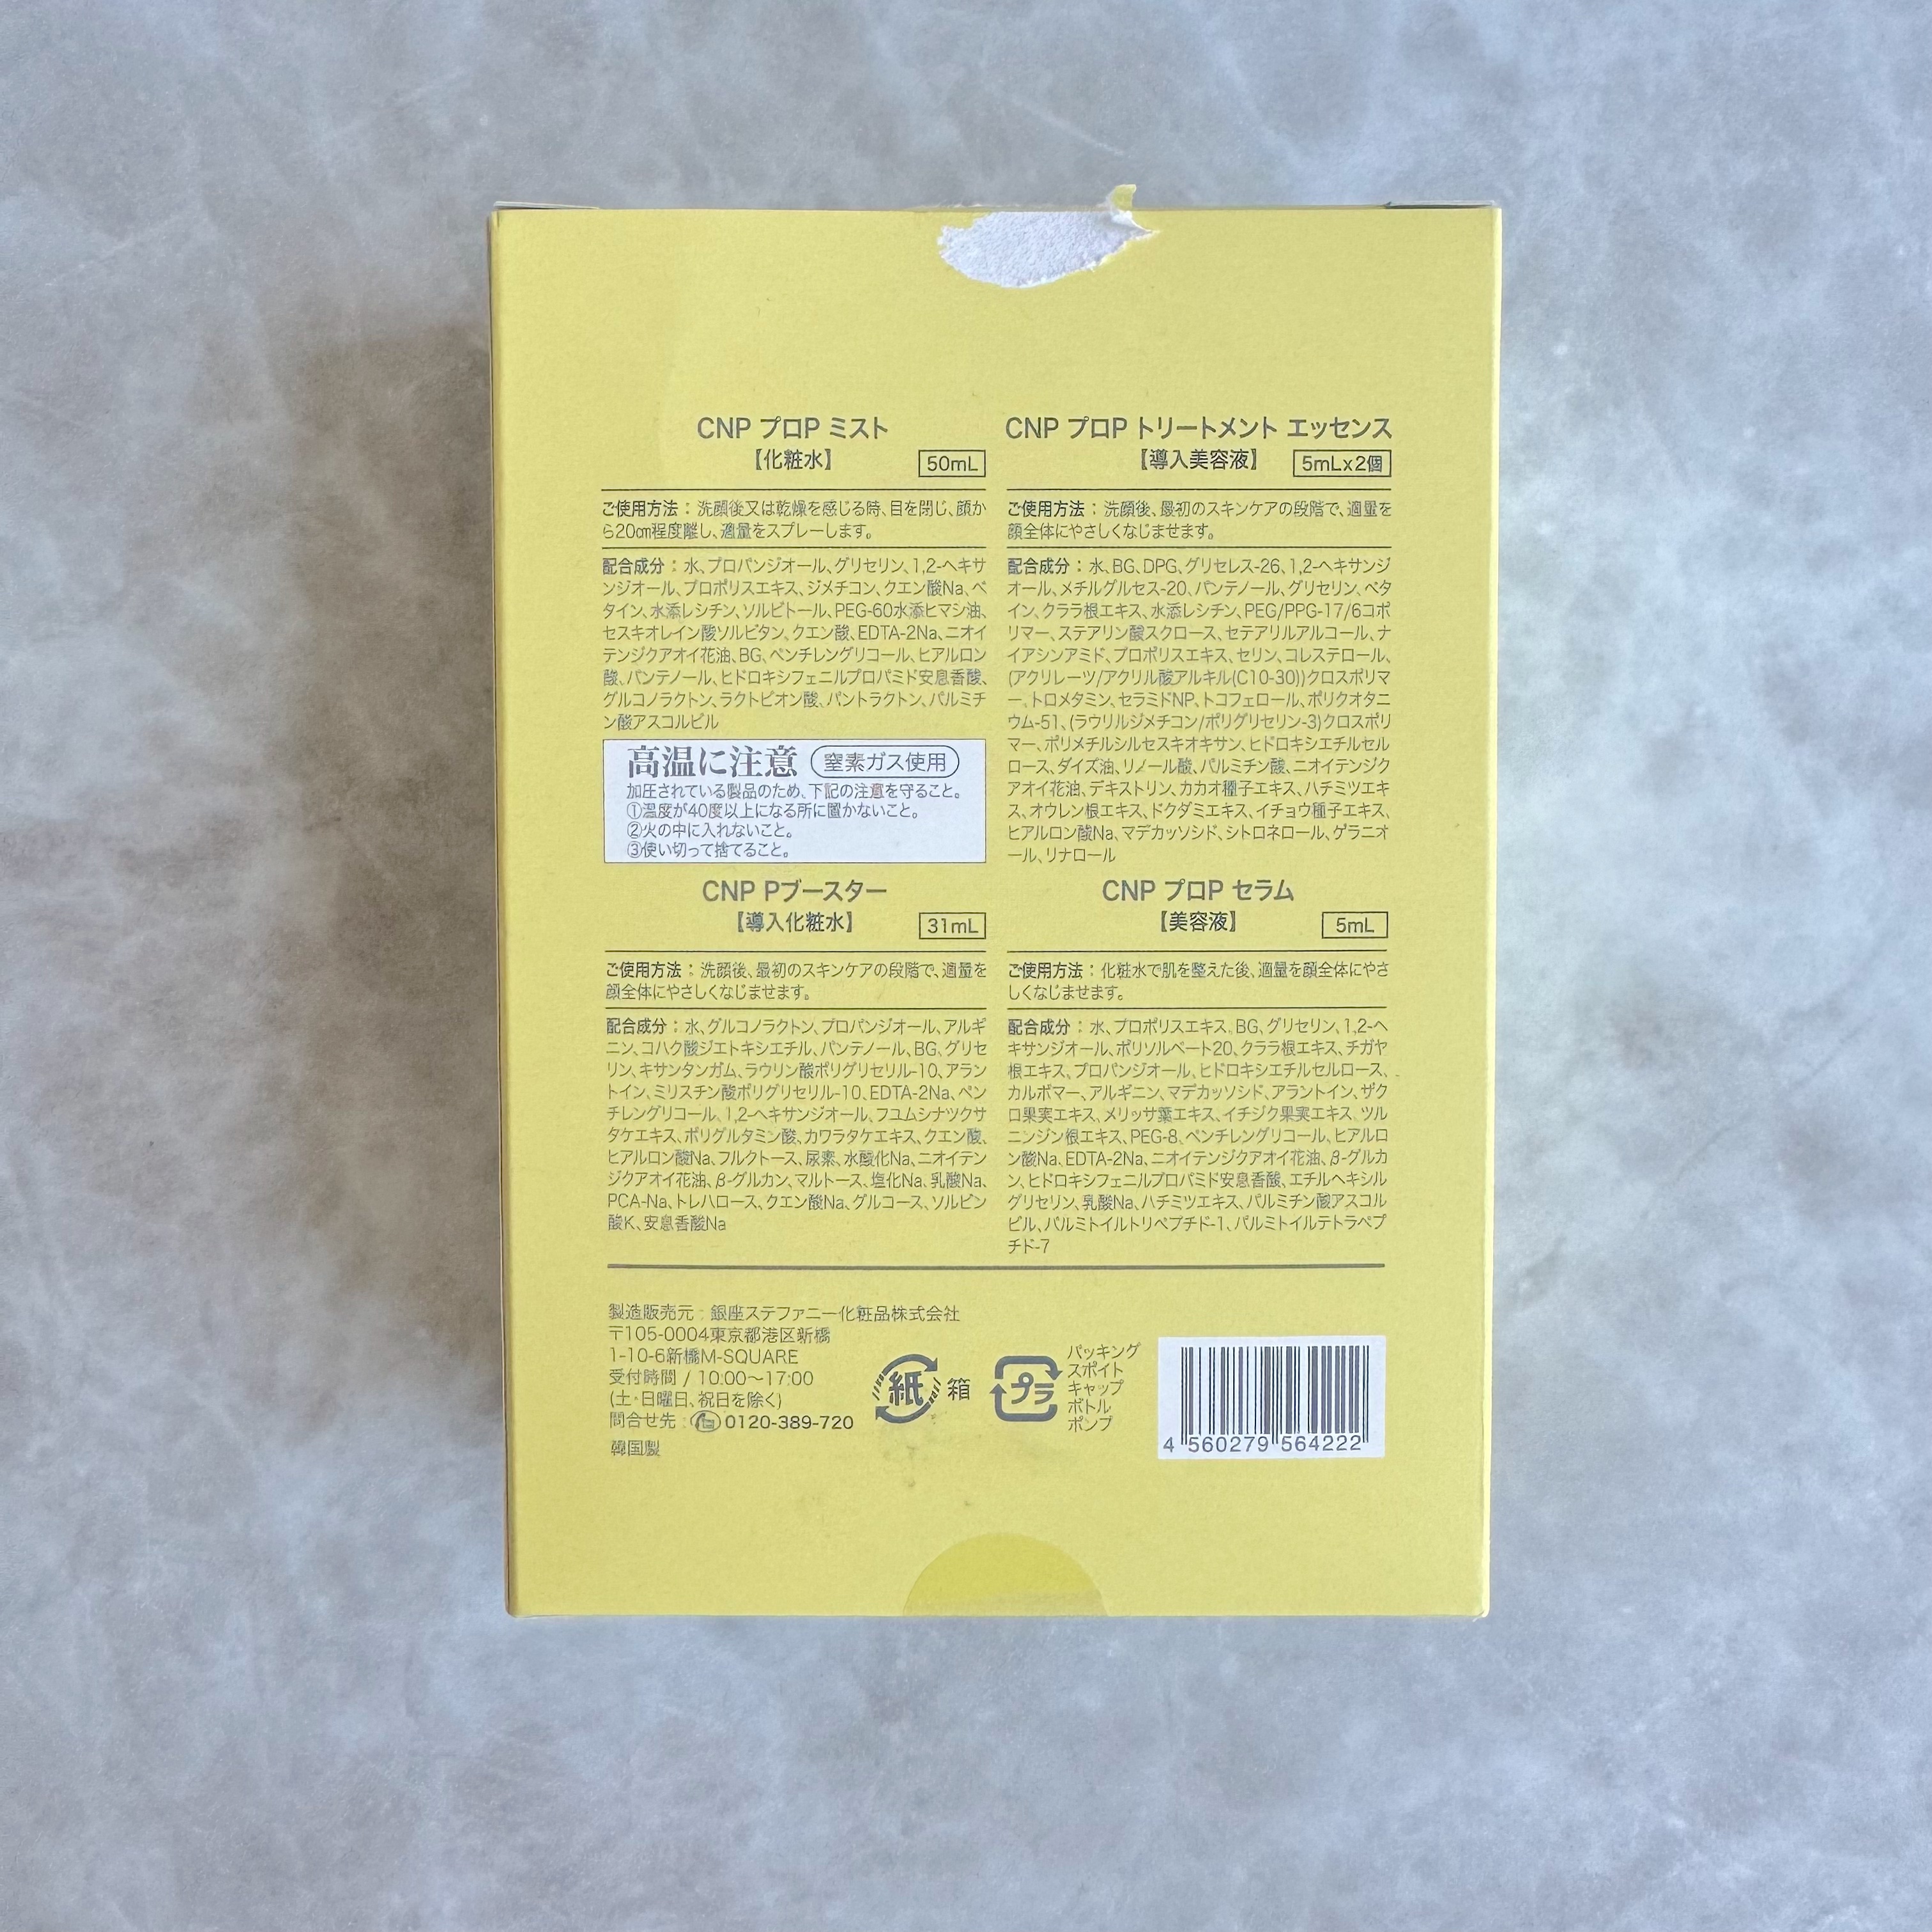 CNP プロP ミスト
【化粧水】 50mL
ご使用方法：洗顔後又は乾燥を感じる時、目を閉じ、顔か
ら20cm程度離し、適量をスプレーします。
配合成分：水、プロパンジオール、グリセリン、1,2-ヘキサ
ンジオール、プロポリスエキス、ジメチコン、クエン酸Na、ベ
タイン、水添レシチン、ソルビトール、PEG-60水添ヒマシ油、
セスキオレイン酸ソルビタン、クエン酸、EDTA-2Na、ニオイ
テンジクアオイ花油、BG、ペンチレングリコール、ヒアルロン
酸、パンテノール、ヒドロキシフェニルプロパミド安息香酸、
グルコノラクトン、ラクトビオン酸、パントラクトン、パルミチ
ン酸アスコルビル
高温に注意 窒素ガス使用
加圧されている製品のため、下記の注意を守ること。
①温度が40度以上になる所に置かないこと。
②火の中に入れないこと。
③使い切って捨てること。
CNP プロP トリートメント エッセンス
【導入美容液】 5mLx2個
ご使用方法：洗顔後、最初のスキンケアの段階で、適量を
顔全体にやさしくなじませます。
配合成分：水、BG、DPG、グリセレス-26、1,2-ヘキサンジ
オール、メチルグルセス-20、パンテノール、グリセリン、ベタ
イン、クララ根エキス、水添レシチン、PEG/PPG-17/6コポ
リマー、ステアリン酸スクロース、セテアリルアルコール、ナ
イアシンアミド、プロポリスエキス、セリン、コレステロール、
(アクリレーツ/アクリル酸アルキル(C10-30))クロスポリマ
ー、トロメタミン、セラミドNP、トコフェロール、ポリクオタニ
ウム-51、(ラウリルジメチコン/ポリグリセリン-3)クロスポリ
マー、ポリメチルシルセスキオキサン、ヒドロキシエチルセル
ロース、ダイズ油、リノール酸、パルミチン酸、ニオイテンジク
アオイ花油、デキストリン、カカオ種子エキス、ハチミツエキ
ス、オウレン根エキス、ドクダミエキス、イチョウ種子エキス、
ヒアルロン酸Na、マデカッソシド、シトロネロール、ゲラニオ
ール、リナロール
CNP Pブースター
【導入化粧水】 31mL
ご使用方法：洗顔後、最初のスキンケアの段階で、適量を
顔全体にやさしくなじませます。
配合成分：水、グルコノラクトン、プロパンジオール、アルギ
ニン、コハク酸ジエトキシエチル、パンテノール、BG、グリセ
リン、キサンタンガム、ラウリン酸ポリグリセリル-10、アラン
トイン、ミリスチン酸ポリグリセリル-10、EDTA-2Na、ペン
チレングリコール、1,2-ヘキサンジオール、フユムシナツクサ
タケエキス、ポリグルタミン酸、カワラタケエキス、クエン酸、
ヒアルロン酸Na、フルクトース、尿素、水酸化Na、ニオイテン
ジクアオイ花油、β-グルカン、マルトース、塩化Na、乳酸Na、
PCA-Na、トレハロース、クエン酸Na、グルコース、ソルビン
酸K、安息香酸Na
CNP プロP セラム
【美容液】 5mL
ご使用方法：化粧水で肌を整えた後、適量を顔全体にやさ
しくなじませます。
配合成分：水、プロポリスエキス、BG、グリセリン、1,2-ヘ
キサンジオール、ポリソルベート20、クララ根エキス、チガヤ
根エキス、プロパンジオール、ヒドロキシエチルセルロース、
カルボマー、アルギニン、マデカッソシド、アラントイン、ザク
ロ果実エキス、メリッサ葉エキス、イチジク果実エキス、ツル
ニンジン根エキス、PEG-8、ペンチレングリコール、ヒアルロ
ン酸Na、EDTA-2Na、ニオイテンジクアオイ花油、β-グルカ
ン、ヒドロキシフェニルプロパミド安息香酸、エチルヘキシル
グリセリン、乳酸Na、ハチミツエキス、パルミチン酸アスコル
ビル、パルミトイルトリペプチド-1、パルミトイルテトラペプ
チド-7
製造販売元：銀座ステファニー化粧品株式会社
〒105-0004東京都港区新橋
1-10-6新橋M-SQUARE
受付時間 / 10:00～17:00
(土・日曜日、祝日を除く)
問合せ先：0120-389-720
韓国製
紙 箱
プラ
パッキング
スポイト
キャップ
ボトル
ポンプ
4 560279 564222